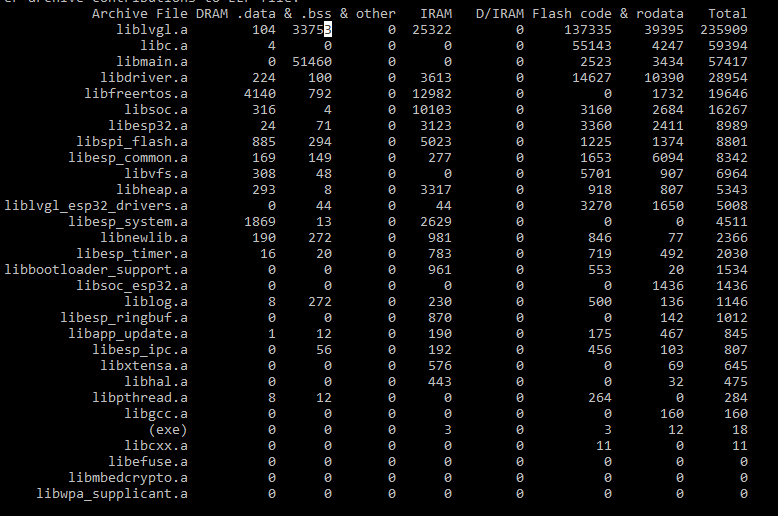 Archive File DRAM .data & .bss & other IRAM D/IRAM Flash code & rodata Total
liblvgl.a 104 33753 0 25322 0 137335 39395 235909
libc.a 4 0 0 0 0 55143 4247 59394
libmain.a 0 51460 0 0 0 2523 3434 57417
libdriver.a 224 100 0 3613 0 14627 10390 28954
libfreertos.a 4140 792 0 12982 0 0 1732 19646
libsoc.a 316 4 0 10103 0 3160 2684 16267
libesp32.a 24 71 0 3123 0 3360 2411 8989
libspi_flash.a 885 294 0 5023 0 1225 1374 8801
libesp_common.a 169 149 0 277 0 1653 6094 8342
libvfs.a 308 48 0 0 0 5701 907 6964
libheap.a 293 8 0 3317 0 918 807 5343
liblvgl_esp32_drivers.a 0 44 0 44 0 3270 1650 5008
libesp_system.a 1869 13 0 2629 0 0 0 4511
libnewlib.a 190 272 0 981 0 846 77 2366
libesp_timer.a 16 20 0 783 0 719 492 2030
libbootloader_support.a 0 0 0 961 0 553 20 1534
libsoc_esp32.a 0 0 0 0 0 0 1436 1436
liblog.a 8 272 0 230 0 500 136 1146
libesp_ringbuf.a 0 0 0 870 0 0 142 1012
libapp_update.a 1 12 0 190 0 175 467 845
libesp_ipc.a 0 56 0 192 0 456 103 807
libxtensa.a 0 0 0 576 0 0 69 645
libhal.a 0 0 0 443 0 0 32 475
libpthread.a 8 12 0 0 0 264 0 284
libgcc.a 0 0 0 0 0 0 160 160
(exe) 0 0 0 3 0 3 12 18
libcxx.a 0 0 0 0 0 11 0 11
libefuse.a 0 0 0 0 0 0 0 0
libmbedcrypto.a 0 0 0 0 0 0 0 0
libwpa_supplicant.a 0 0 0 0 0 0 0 0